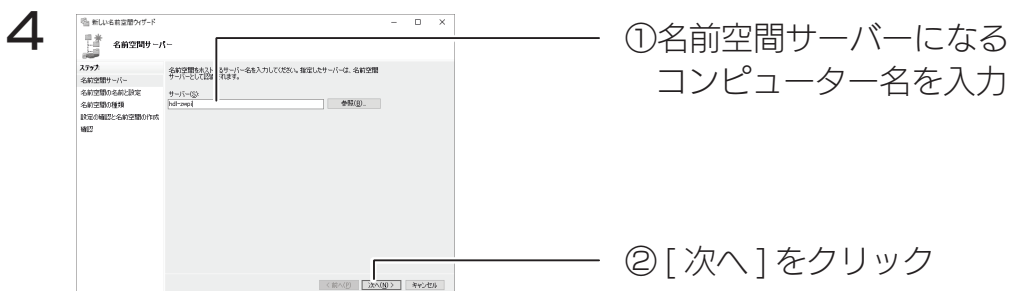 4
新しい名前空間ウィザード
名前空間サーバー
ステップ:
名前空間サーバー
名前空間の名前と設定
名前空間の種類
設定の確認と名前空間の作成
確認
名前空間をホスト するサーバー名を入力してください。指定したサーバーは、名前空間
サーバーとして認識されます。
サーバー(S):
参照(B)...
< 前へ(P)
次へ(N) >
キャンセル
①名前空間サーバーになる
コンピューター名を入力
② [ 次へ ] をクリック